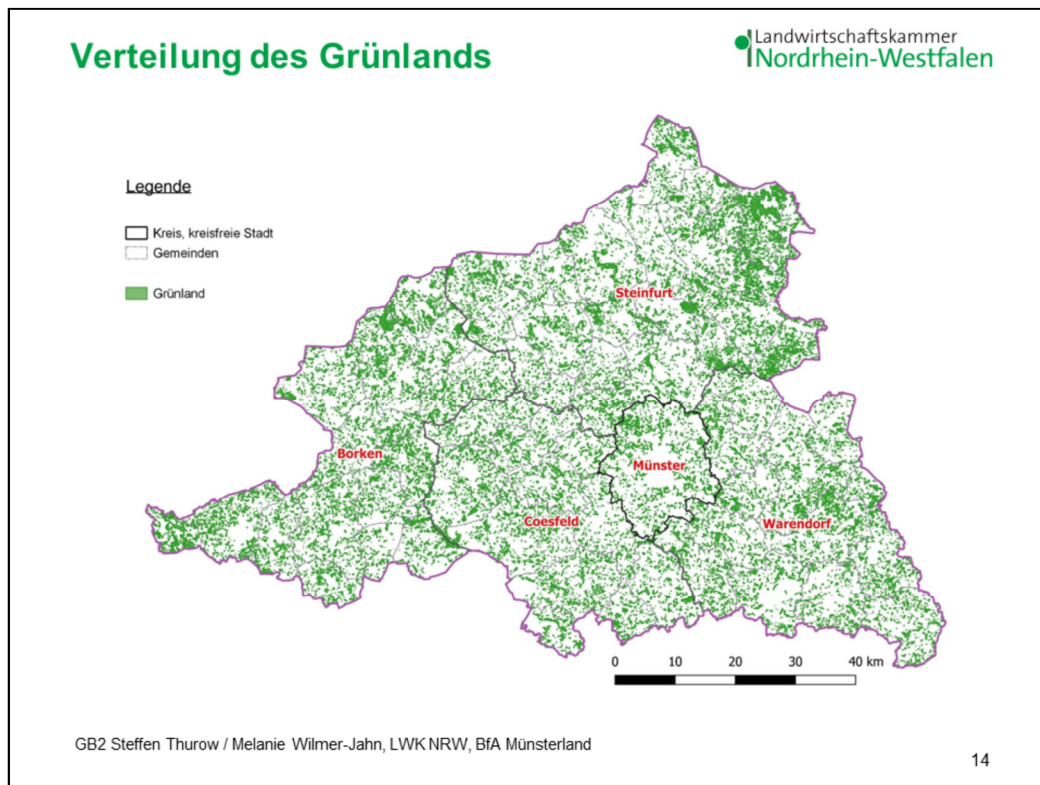 Verteilung des Grünlands
Landwirtschaftskammer
Nordrhein-Westfalen
Legende
Kreis, kreisfreie Stadt
Gemeinden
Grünland
Steinfurt
Borken
Münster
Coesfeld
Warendorf
0 10 20 30 40 km
GB2 Steffen Thurow / Melanie Wilmer-Jahn, LWK NRW, BfA Münsterland
14